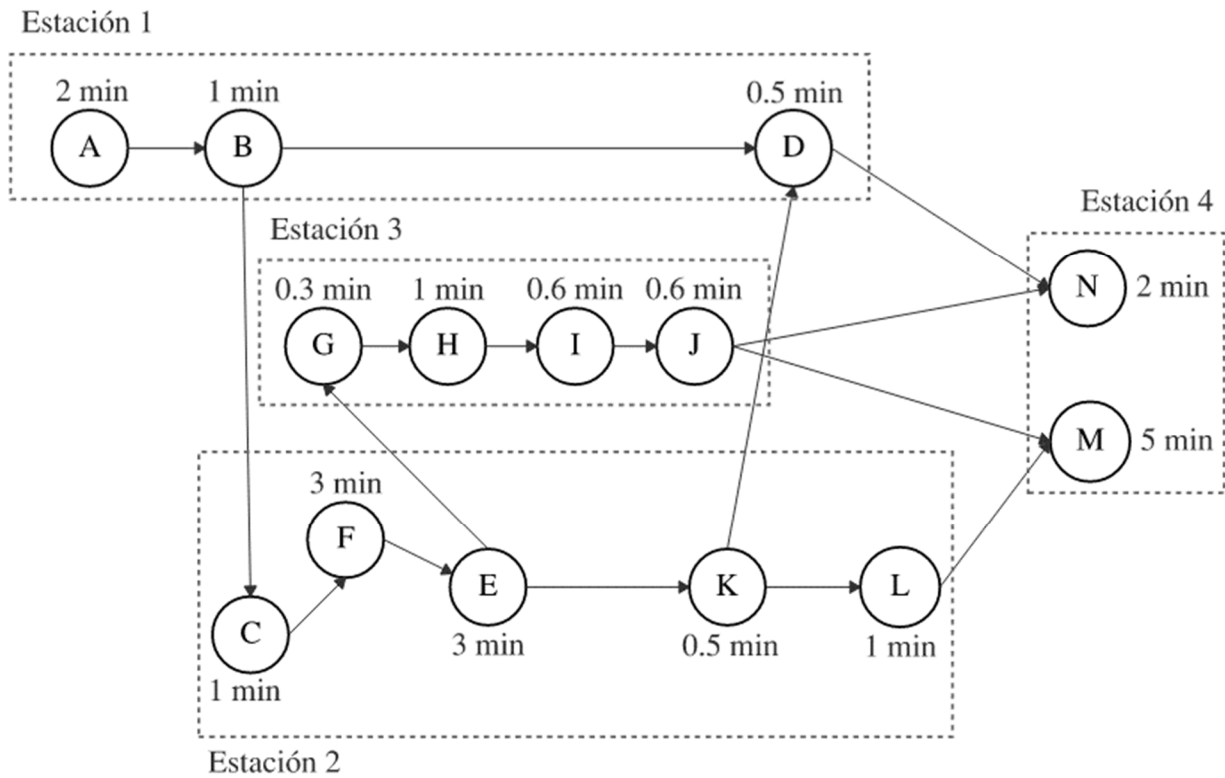 Estación 1
2 min
1 min
0.5 min
A
B
D
Estación 3
Estación 4
0.3 min
1 min
0.6 min
0.6 min
G
H
I
J
N
2 min
M
5 min
3 min
F
E
K
L
C
3 min
0.5 min
1 min
1 min
Estación 2